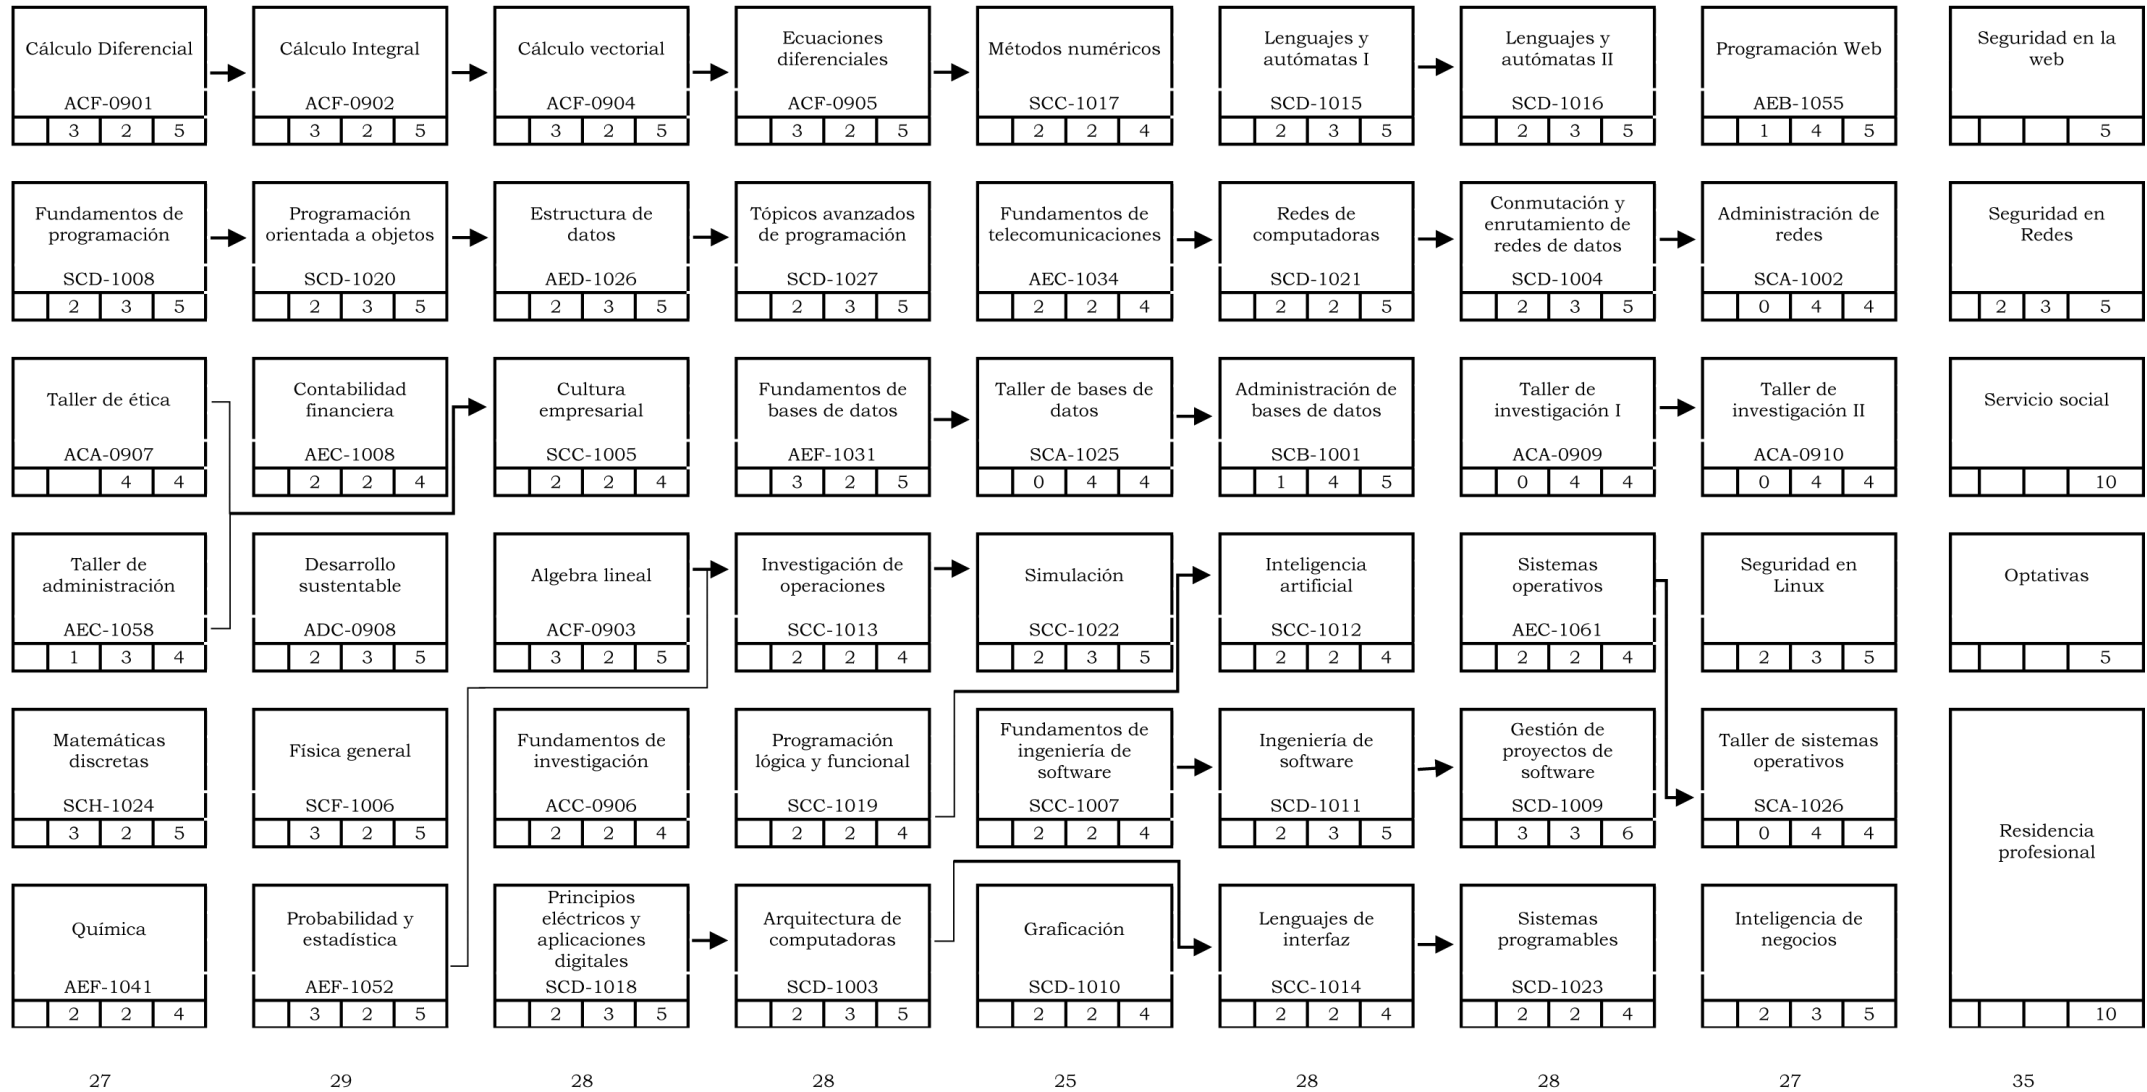 Cálculo Diferencial
ACF-0901
3 2 5
Cálculo Integral
ACF-0902
3 2 5
Cálculo vectorial
ACF-0904
3 2 5
Ecuaciones
diferenciales
ACF-0905
3 2 5
Métodos numéricos
SCC-1017
2 2 4
Lenguajes y
autómatas I
SCD-1015
2 3 5
Lenguajes y
autómatas II
SCD-1016
2 3 5
Programación Web
AEB-1055
1 4 5
Seguridad en la
web
5
Fundamentos de
programación
SCD-1008
2 3 5
Programación
orientada a objetos
SCD-1020
2 3 5
Estructura de
datos
AED-1026
2 3 5
Tópicos avanzados
de programación
SCD-1027
2 3 5
Fundamentos de
telecomunicaciones
AEC-1034
2 2 4
Redes de
computadoras
SCD-1021
2 2 5
Conmutación y
enrutamiento de
redes de datos
SCD-1004
2 3 5
Administración de
redes
SCA-1002
0 4 4
Seguridad en
Redes
2 3 5
Taller de ética
ACA-0907
4 4
Contabilidad
financiera
AEC-1008
2 2 4
Cultura
empresarial
SCC-1005
2 2 4
Fundamentos de
bases de datos
AEF-1031
3 2 5
Taller de bases de
datos
SCA-1025
0 4 4
Administración de
bases de datos
SCB-1001
1 4 5
Taller de
investigación I
ACA-0909
0 4 4
Taller de
investigación II
ACA-0910
0 4 4
Servicio social
10
Taller de
administración
AEC-1058
1 3 4
Desarrollo
sustentable
ADC-0908
2 3 5
Algebra lineal
ACF-0903
3 2 5
Investigación de
operaciones
SCC-1013
2 2 4
Simulación
SCC-1022
2 3 5
Inteligencia
artificial
SCC-1012
2 2 4
Sistemas
operativos
AEC-1061
2 2 4
Seguridad en
Linux
2 3 5
Optativas
5
Matemáticas
discretas
SCH-1024
3 2 5
Física general
SCF-1006
3 2 5
Fundamentos de
investigación
ACC-0906
2 2 4
Programación
lógica y funcional
SCC-1019
2 2 4
Fundamentos de
ingeniería de
software
SCC-1007
2 2 4
Ingeniería de
software
SCD-1011
2 3 5
Gestión de
proyectos de
software
SCD-1009
3 3 6
Taller de sistemas
operativos
SCA-1026
0 4 4
Residencia
profesional
10
Química
AEF-1041
2 2 4
Probabilidad y
estadística
AEF-1052
3 2 5
Principios
eléctricos y
aplicaciones
digitales
SCD-1018
2 3 5
Arquitectura de
computadoras
SCD-1003
2 3 5
Graficación
SCD-1010
2 2 4
Lenguajes de
interfaz
SCC-1014
2 2 4
Sistemas
programables
SCD-1023
2 2 4
Inteligencia de
negocios
2 3 5
27 29 28 28 25 28 28 27 35